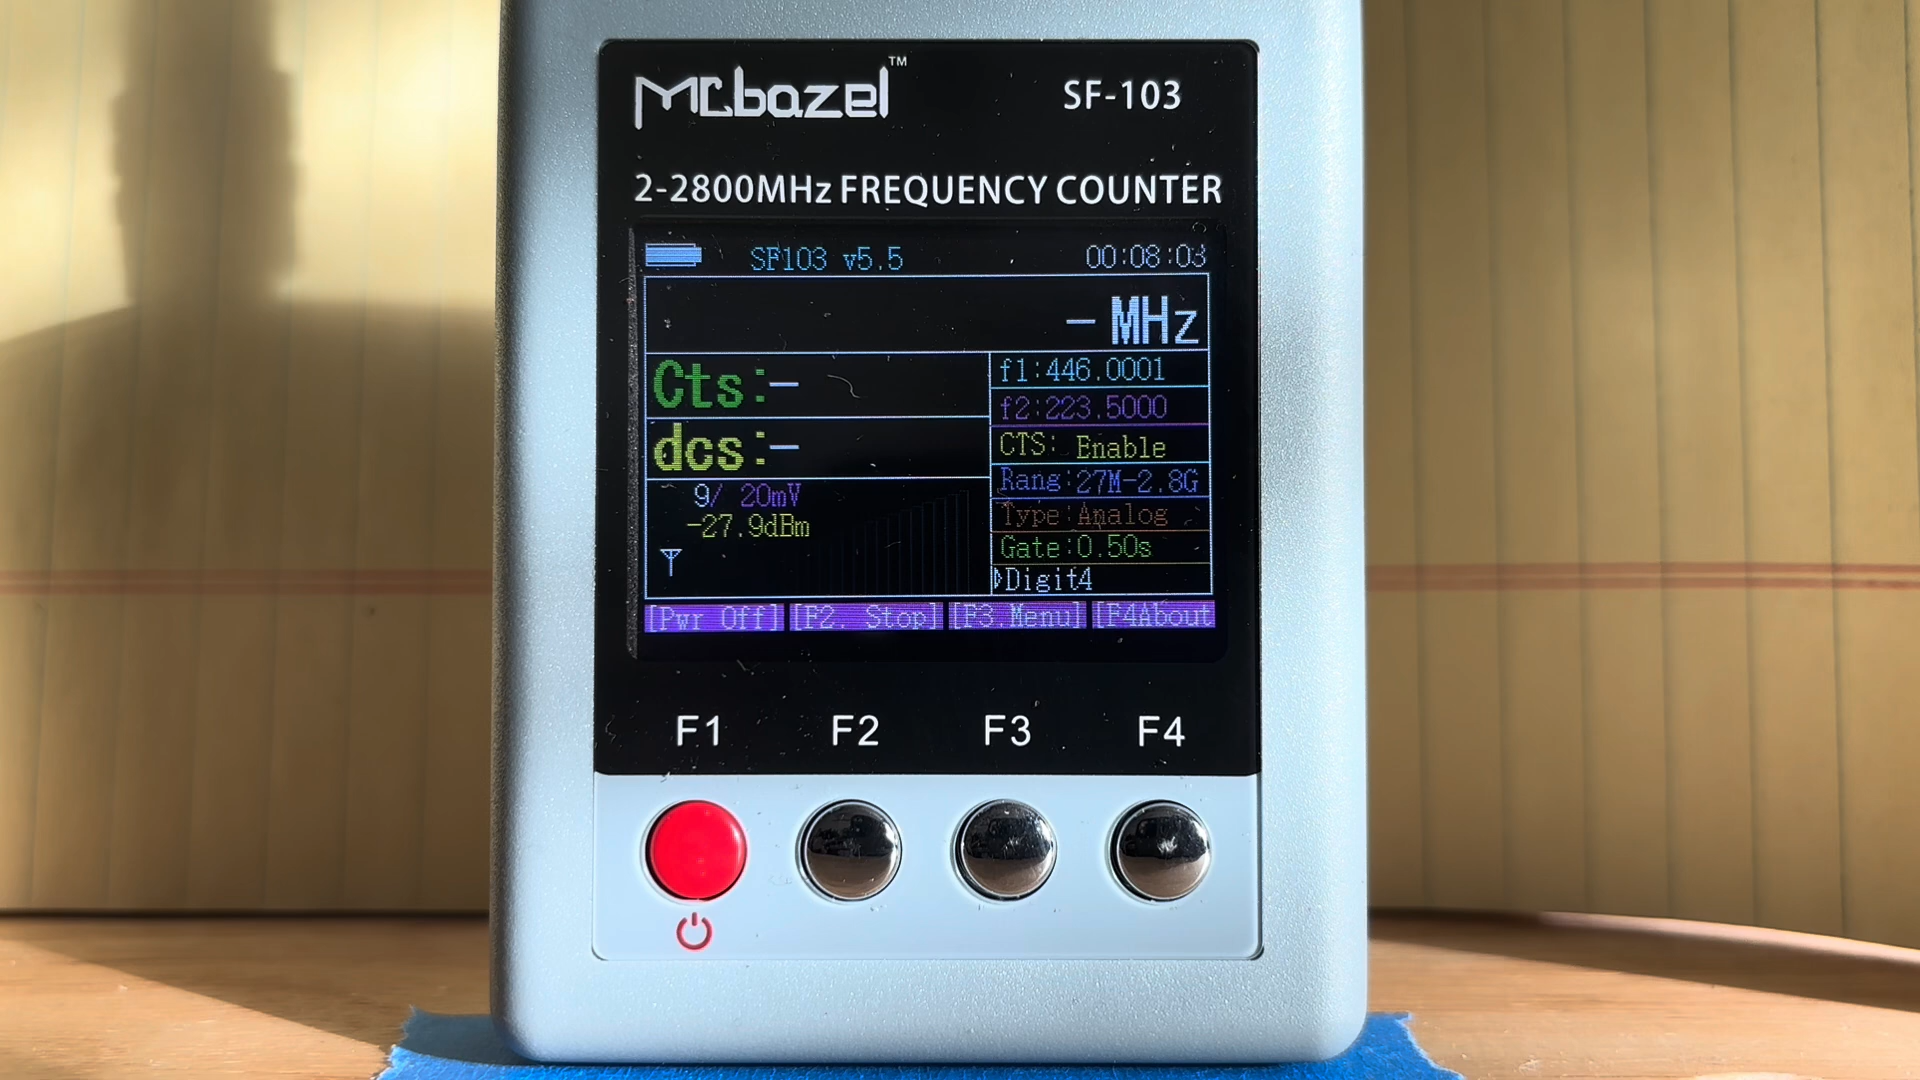 Mcbazel™ SF-103
2-2800MHz FREQUENCY COUNTER
SF103 v5.5 00:08:03
– MHz
Cts:–
dcs:–
9/ 20mV
-27.9dBm
f1:446.0001
f2:223.5000
CTS: Enable
Rang:27M-2.8G
Type:Analog
Gate:0.50s
Digit4
[Pwr Off] [F2. Stop] [F3.Menu] [F4About
F1 F2 F3 F4